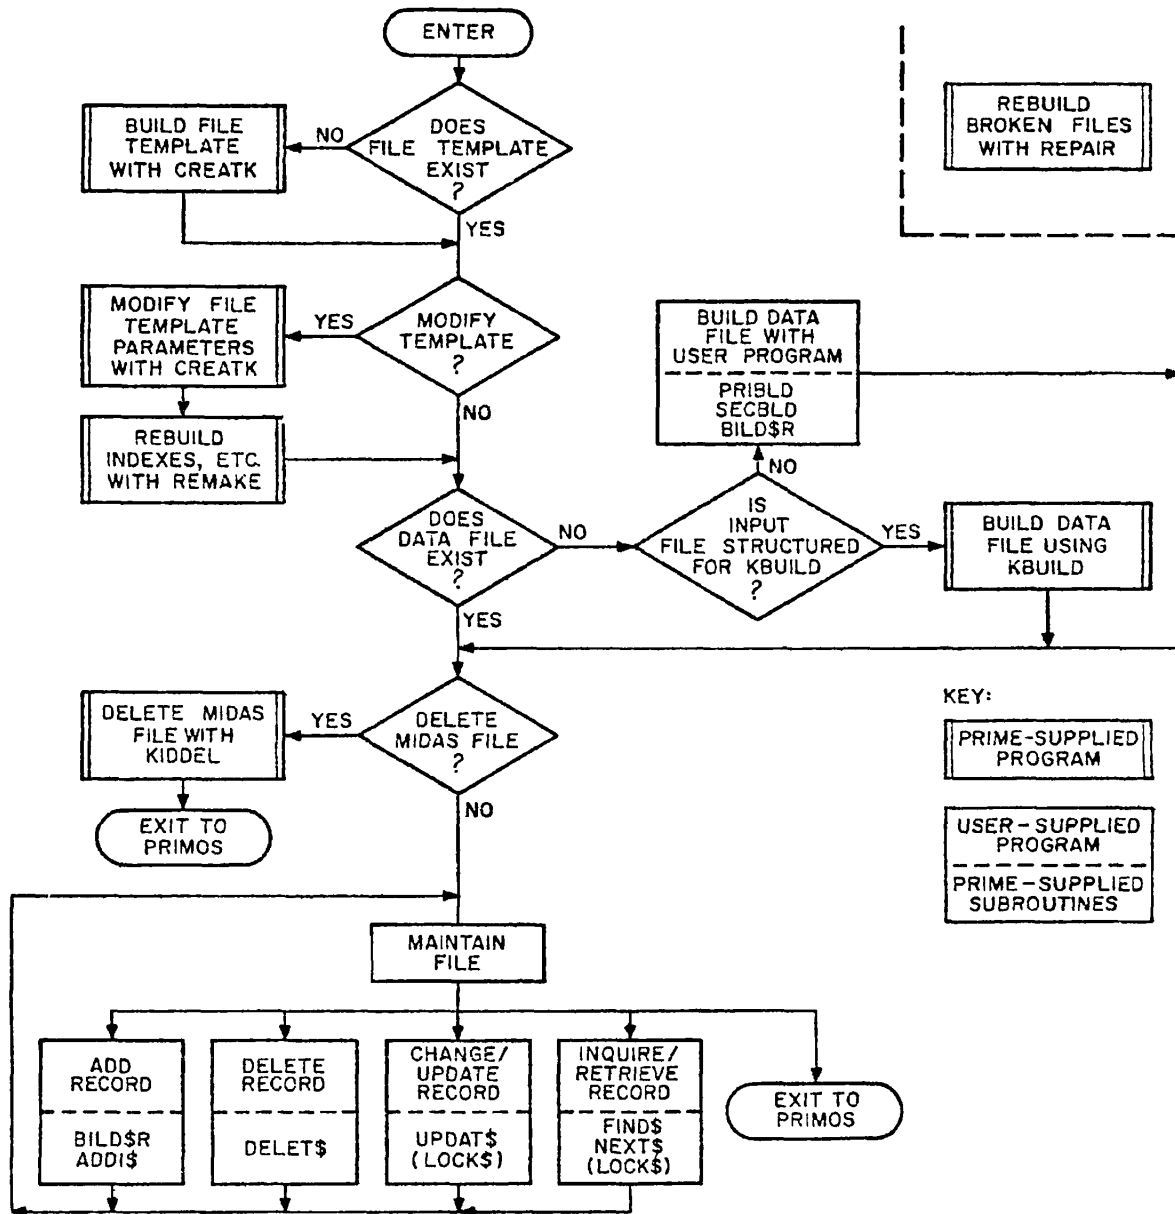 ENTER
DOES
FILE TEMPLATE
EXIST
?
NO
YES
BUILD FILE
TEMPLATE
WITH CREATK
REBUILD
BROKEN FILES
WITH REPAIR
MODIFY
TEMPLATE
?
YES
NO
MODIFY FILE
TEMPLATE
PARAMETERS
WITH CREATK
REBUILD
INDEXES, ETC.
WITH REMAKE
BUILD DATA
FILE WITH
USER PROGRAM
PRIBLD
SECBLD
BILD$R
NO
DOES
DATA FILE
EXIST
?
NO
YES
IS
INPUT
FILE STRUCTURED
FOR KBUILD
?
YES
BUILD DATA
FILE USING
KBUILD
DELETE MIDAS
FILE WITH
KIDDEL
YES
DELETE
MIDAS FILE
?
NO
EXIT TO
PRIMOS
KEY:
PRIME-SUPPLIED
PROGRAM
USER-SUPPLIED
PROGRAM
PRIME-SUPPLIED
SUBROUTINES
MAINTAIN
FILE
ADD
RECORD
BILD$R
ADDI$
DELETE
RECORD
DELET$
CHANGE/
UPDATE
RECORD
UPDAT$
(LOCK$)
INQUIRE/
RETRIEVE
RECORD
FIND$
NEXT$
(LOCK$)
EXIT TO
PRIMOS